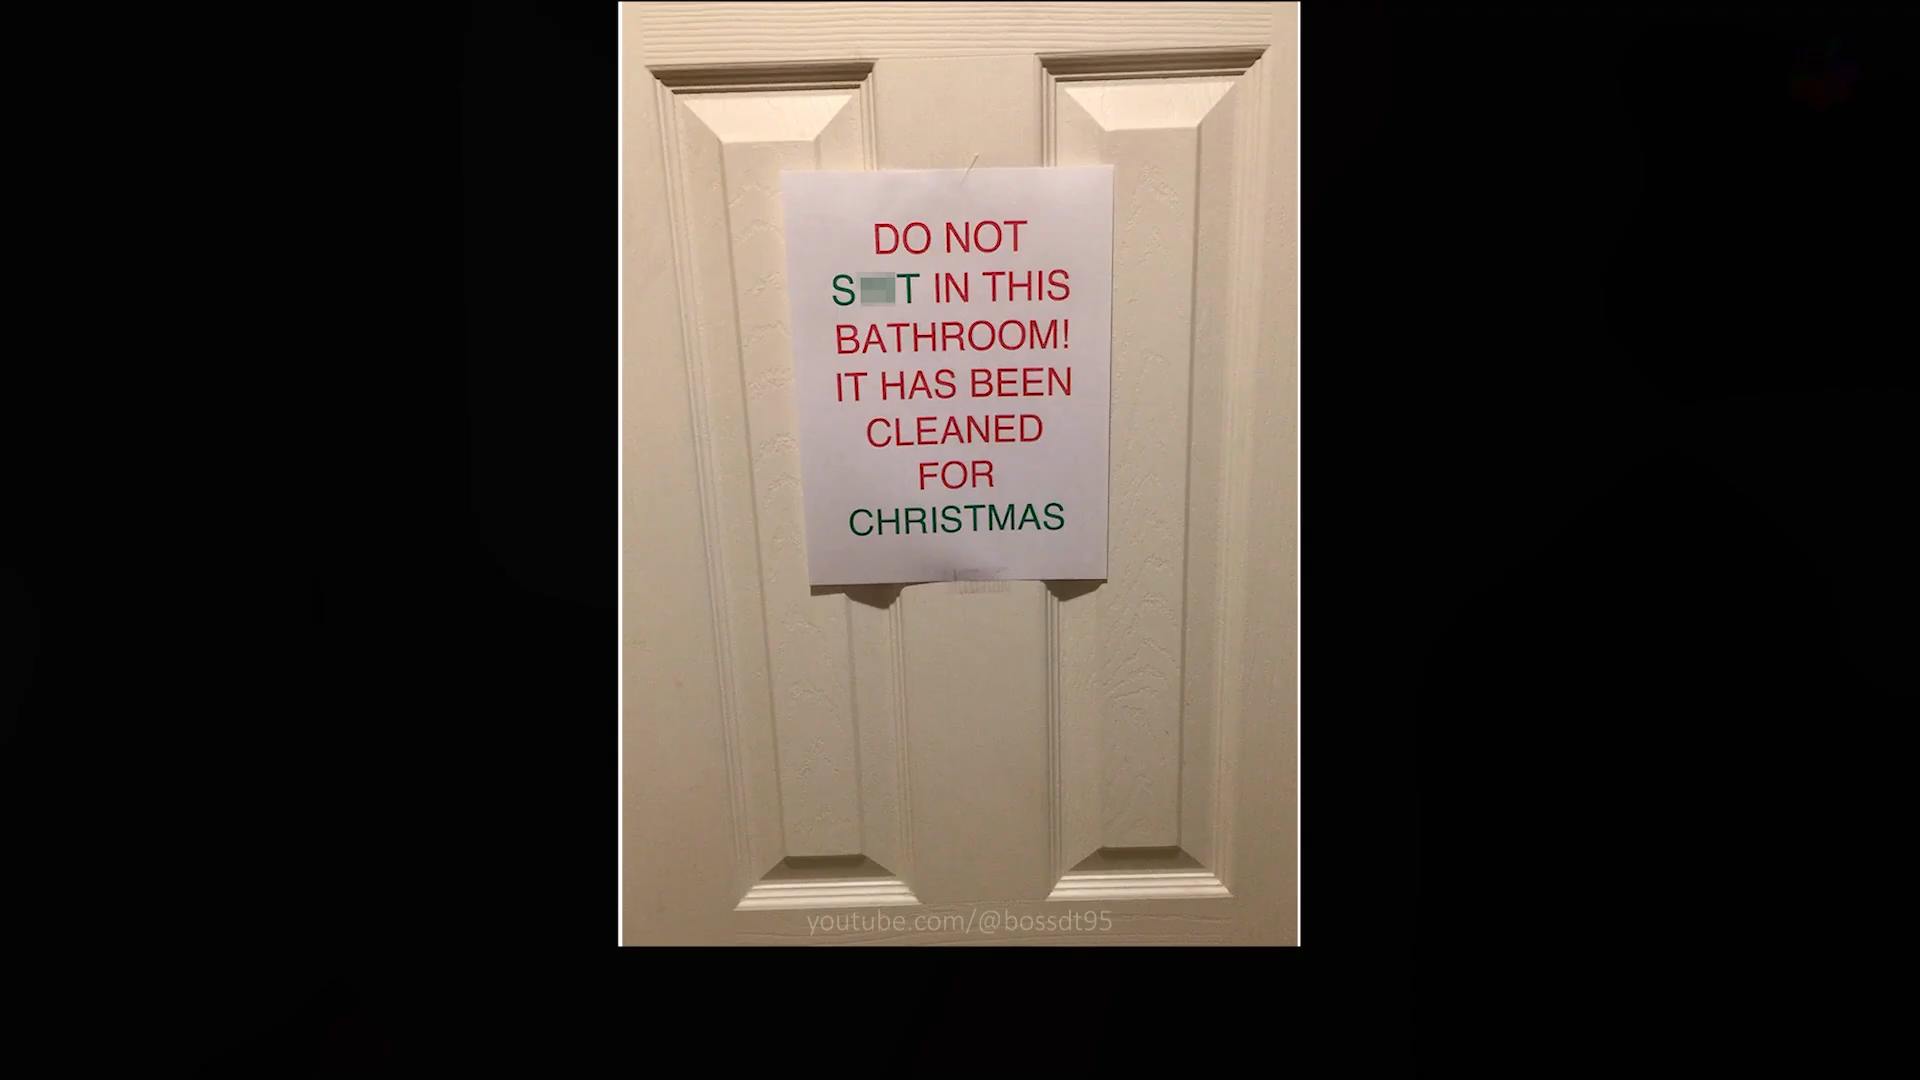 DO NOT
S T IN THIS
BATHROOM!
IT HAS BEEN
CLEANED
FOR
CHRISTMAS
youtube.com/@bossdt95